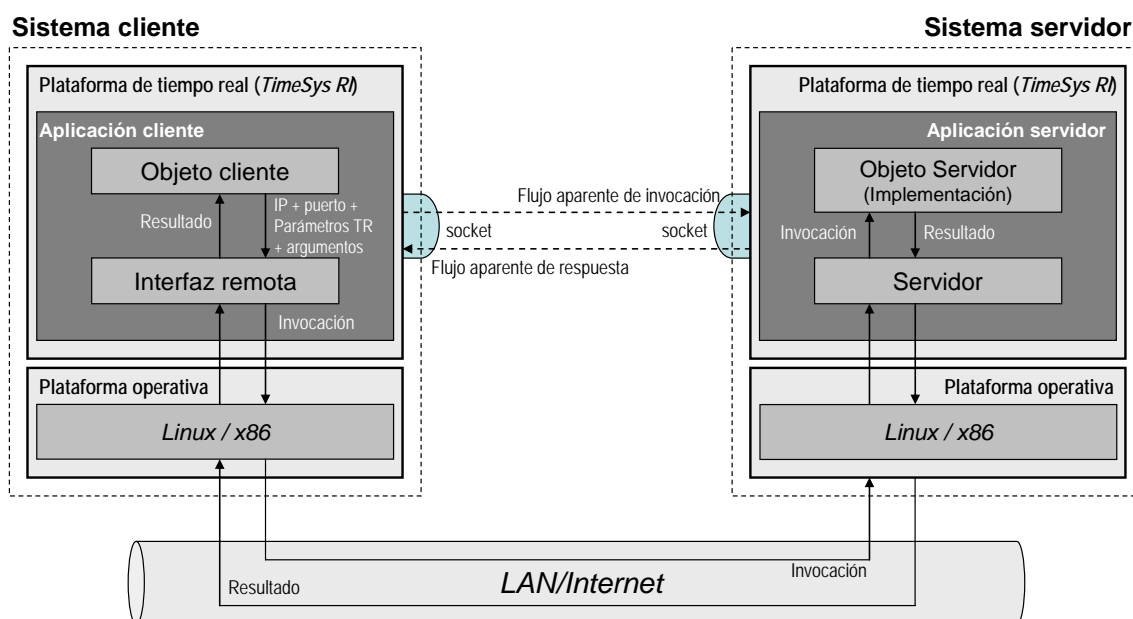 Sistema cliente
Plataforma de tiempo real (TimeSys RI)
Aplicación cliente
Objeto cliente
Resultado
IP + puerto +
Parámetros TR
+ argumentos
Interfaz remota
Invocación
Plataforma operativa
Linux / x86
Flujo aparente de invocación
socket
socket
Flujo aparente de respuesta
Sistema servidor
Plataforma de tiempo real (TimeSys RI)
Aplicación servidor
Objeto Servidor
(Implementación)
Invocación
Resultado
Servidor
Plataforma operativa
Linux / x86
Resultado
LAN/Internet
Invocación